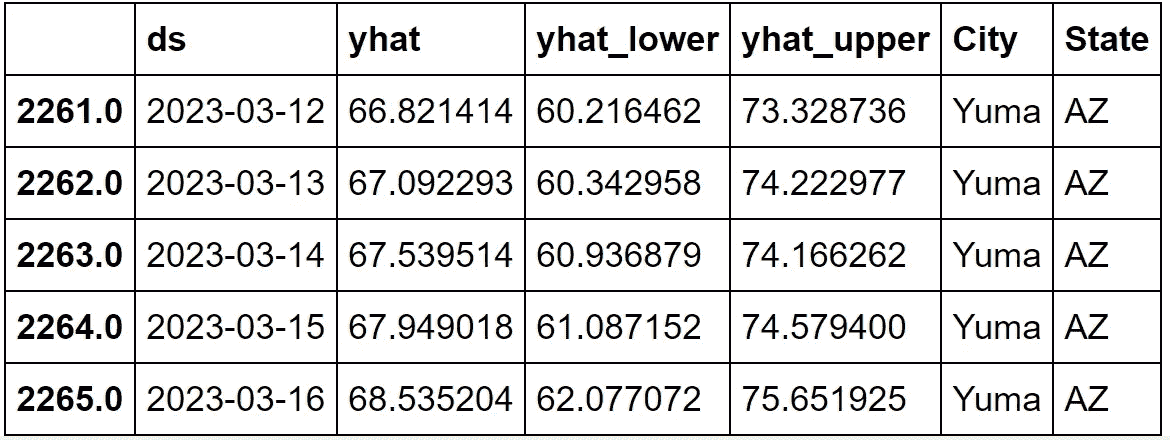 ds yhat yhat_lower yhat_upper City State
2261.0 2023-03-12 66.821414 60.216462 73.328736 Yuma AZ
2262.0 2023-03-13 67.092293 60.342958 74.222977 Yuma AZ
2263.0 2023-03-14 67.539514 60.936879 74.166262 Yuma AZ
2264.0 2023-03-15 67.949018 61.087152 74.579400 Yuma AZ
2265.0 2023-03-16 68.535204 62.077072 75.651925 Yuma AZ